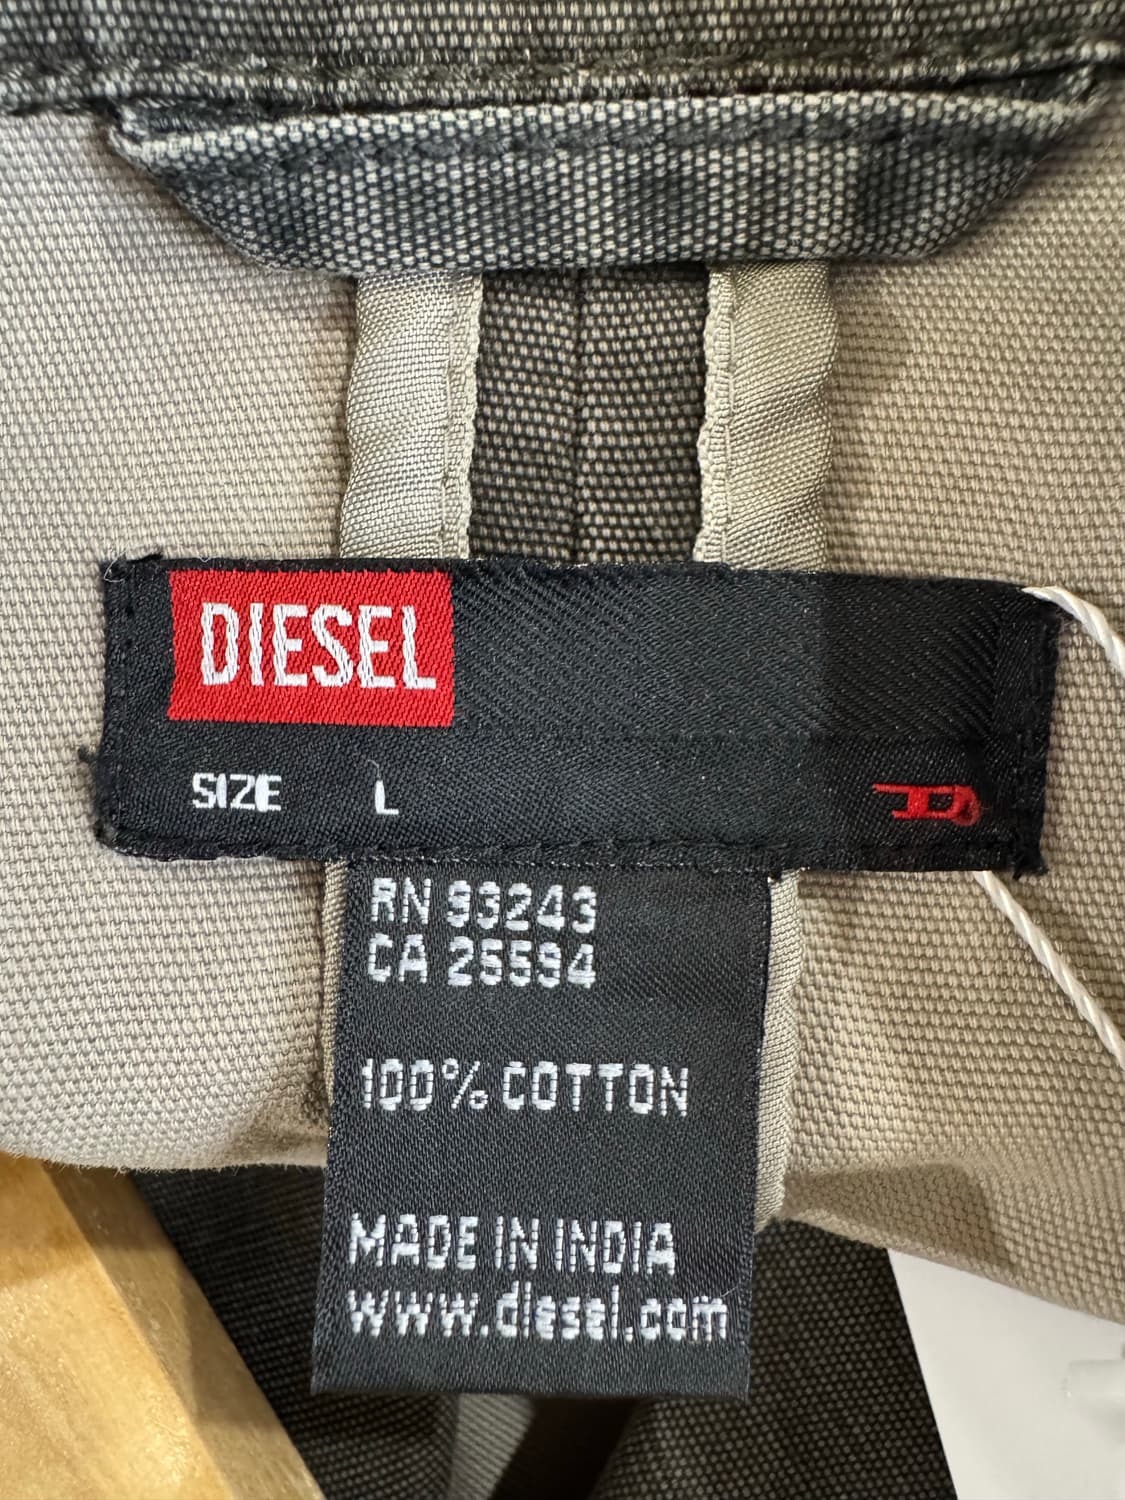 DIESEL
SIZE L
RN 93243
CA 25594
100% COTTON
MADE IN INDIA
www.diesel.com